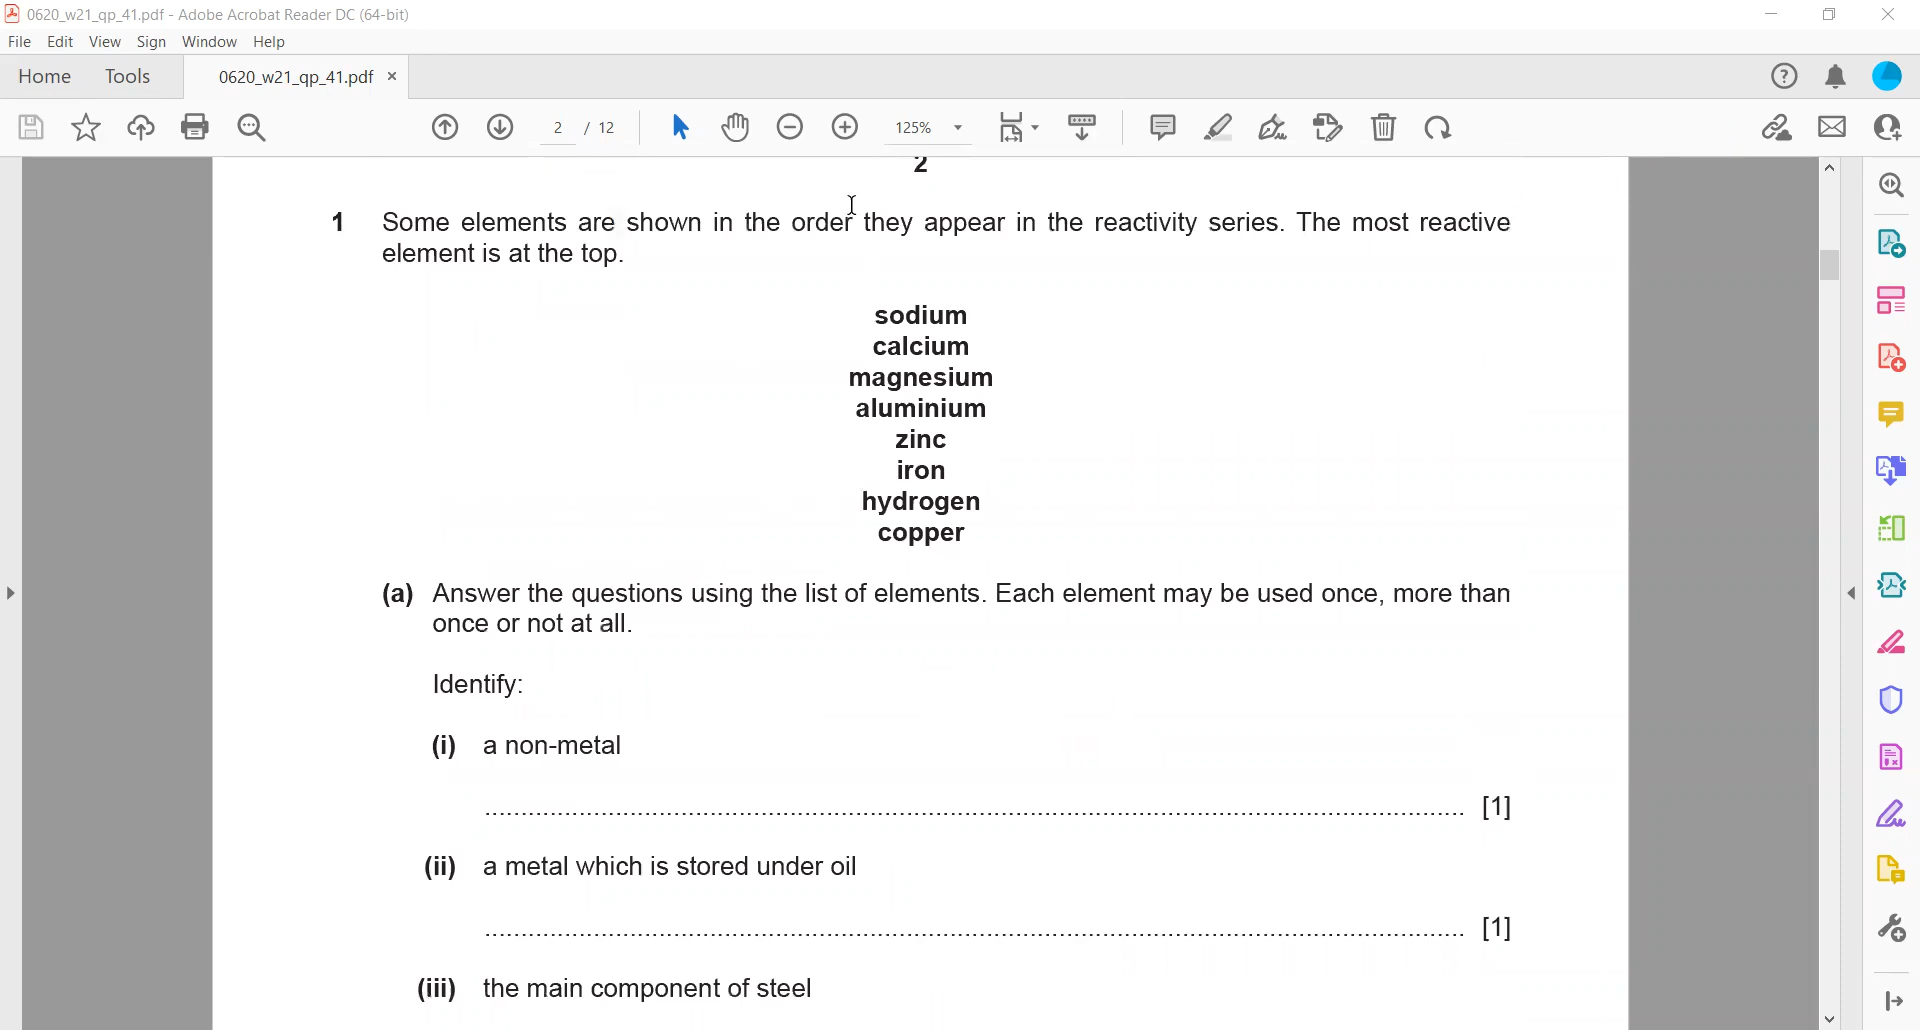 0620_w21_qp_41.pdf - Adobe Acrobat Reader DC (64-bit)
File Edit View Sign Window Help
Home Tools 0620_w21_qp_41.pdf ×
2 / 12 125%
2
1 Some elements are shown in the order they appear in the reactivity series. The most reactive
element is at the top.
sodium
calcium
magnesium
aluminium
zinc
iron
hydrogen
copper
(a) Answer the questions using the list of elements. Each element may be used once, more than
once or not at all.
Identify:
(i) a non-metal
.......................................................................................................................... [1]
(ii) a metal which is stored under oil
.......................................................................................................................... [1]
(iii) the main component of steel